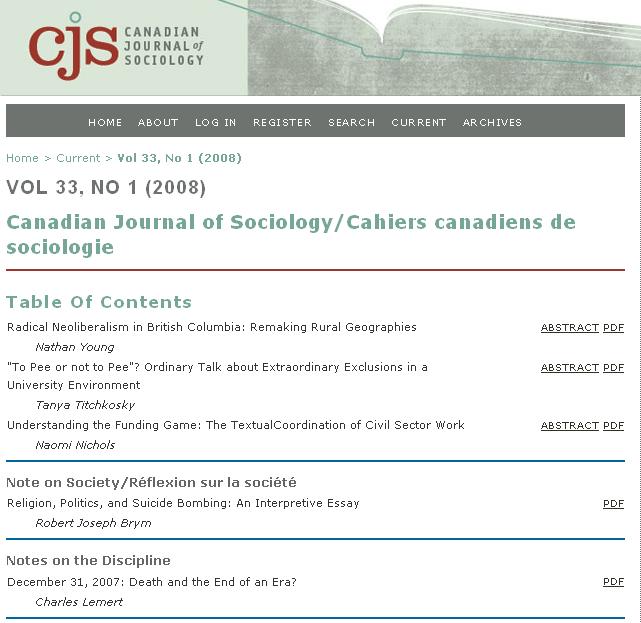 cjs
CANADIAN
JOURNAL of
SOCIOLOGY
HOME ABOUT LOG IN REGISTER SEARCH CURRENT ARCHIVES
Home > Current > Vol 33, No 1 (2008)
VOL 33, NO 1 (2008)
Canadian Journal of Sociology/Cahiers canadiens de
sociologie
Table Of Contents
Radical Neoliberalism in British Columbia: Remaking Rural Geographies ABSTRACT PDF
Nathan Young
"To Pee or not to Pee"? Ordinary Talk about Extraordinary Exclusions in a ABSTRACT PDF
University Environment
Tanya Titchkosky
Understanding the Funding Game: The TextualCoordination of Civil Sector Work ABSTRACT PDF
Naomi Nichols
Note on Society/Réflexion sur la société
Religion, Politics, and Suicide Bombing: An Interpretive Essay PDF
Robert Joseph Brym
Notes on the Discipline
December 31, 2007: Death and the End of an Era? PDF
Charles Lemert